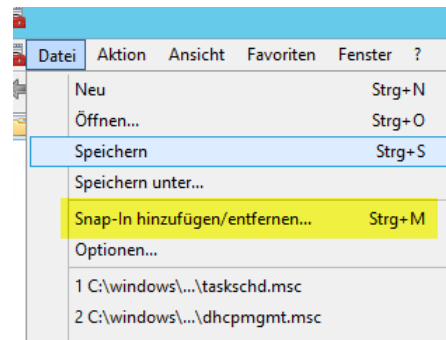 Datei Aktion Ansicht Favoriten Fenster ?
Neu Strg+N
Öffnen... Strg+O
Speichern Strg+S
Speichern unter...
Snap-In hinzufügen/entfernen... Strg+M
Optionen...
1 C:\windows\...\taskschd.msc
2 C:\windows\...\dhcpmgmt.msc